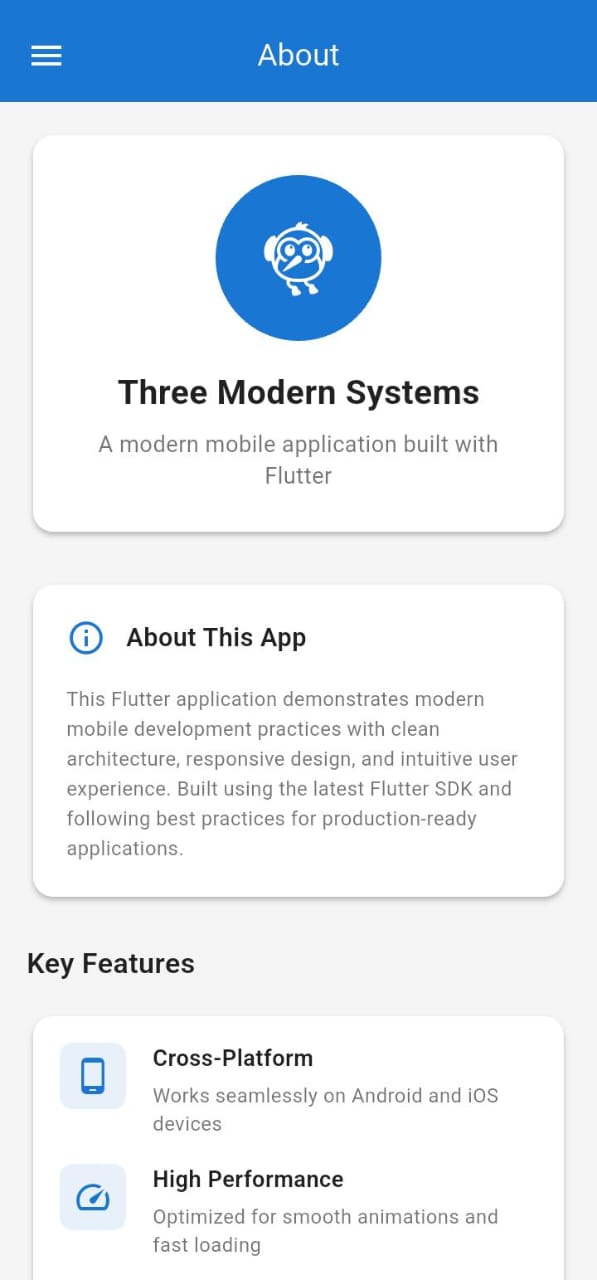 About
Three Modern Systems
A modern mobile application built with
Flutter
About This App
This Flutter application demonstrates modern
mobile development practices with clean
architecture, responsive design, and intuitive user
experience. Built using the latest Flutter SDK and
following best practices for production-ready
applications.
Key Features
Cross-Platform
Works seamlessly on Android and iOS
devices
High Performance
Optimized for smooth animations and
fast loading